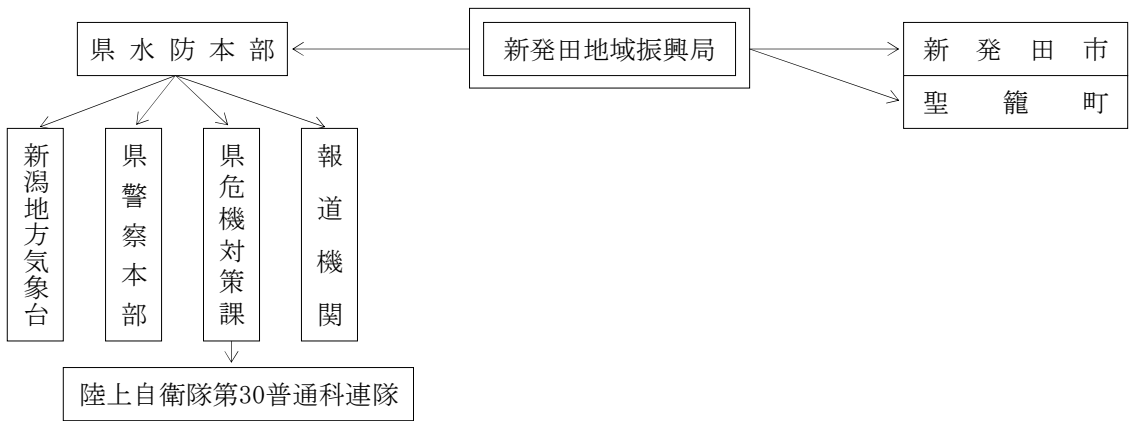 県水防本部
新発田地域振興局
新発田市
聖籠町
新潟地方気象台
県警察本部
県危機対策課
報道機関
陸上自衛隊第30普通科連隊